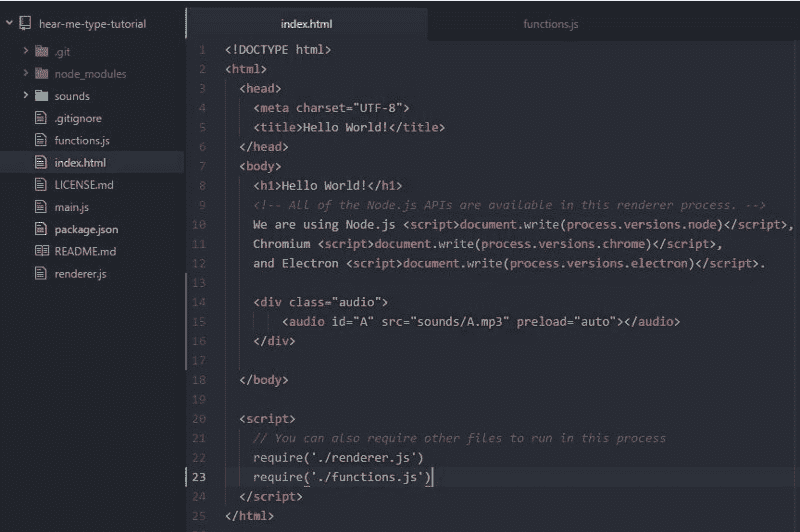 hear-me-type-tutorial
.git
node_modules
sounds
.gitignore
functions.js
index.html
LICENSE.md
main.js
package.json
README.md
renderer.js
index.html functions.js
1 <!DOCTYPE html>
2 <html>
3 <head>
4 <meta charset="UTF-8">
5 <title>Hello World!</title>
6 </head>
7 <body>
8 <h1>Hello World!</h1>
9 <!-- All of the Node.js APIs are available in this renderer process. -->
10 We are using Node.js <script>document.write(process.versions.node)</script>,
11 Chromium <script>document.write(process.versions.chrome)</script>,
12 and Electron <script>document.write(process.versions.electron)</script>.
13
14 <div class="audio">
15 <audio id="A" src="sounds/A.mp3" preload="auto"></audio>
16 </div>
17
18 </body>
19
20 <script>
21 // You can also require other files to run in this process
22 require('./renderer.js')
23 require('./functions.js')
24 </script>
25 </html>